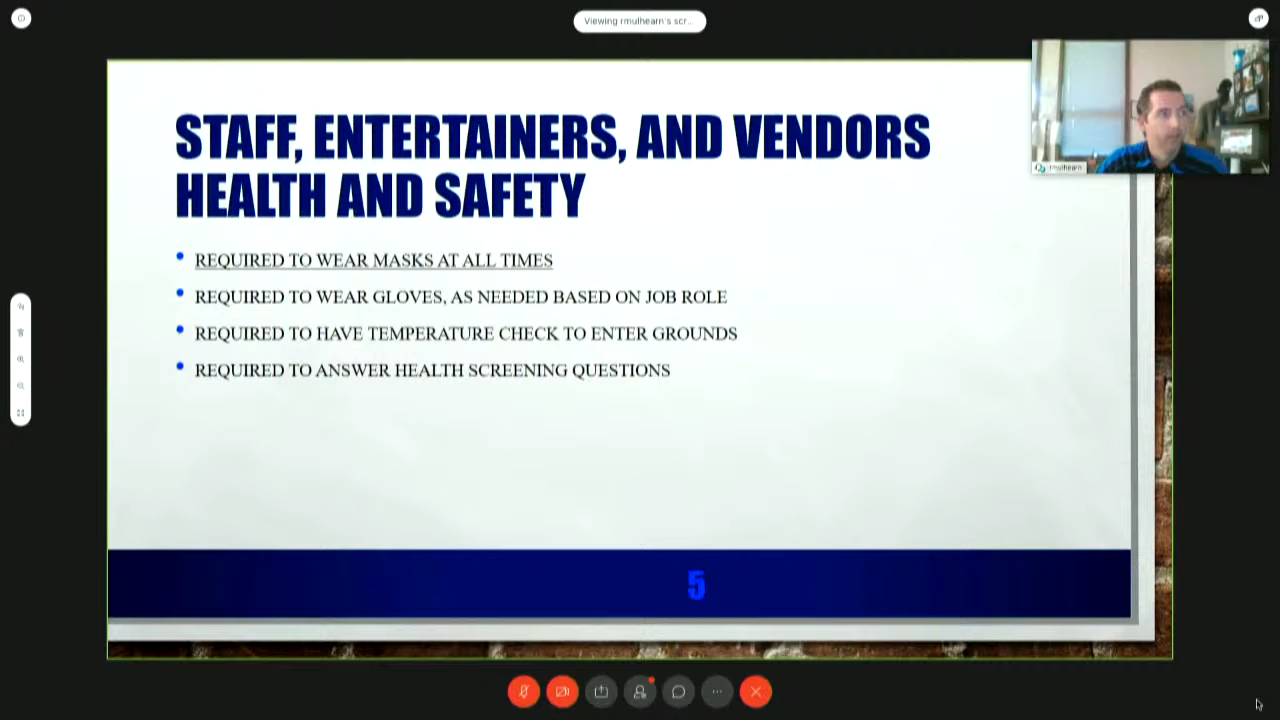 Viewing rmulhearn's scr...
STAFF, ENTERTAINERS, AND VENDORS
HEALTH AND SAFETY
rmulhearn
• REQUIRED TO WEAR MASKS AT ALL TIMES
• REQUIRED TO WEAR GLOVES, AS NEEDED BASED ON JOB ROLE
• REQUIRED TO HAVE TEMPERATURE CHECK TO ENTER GROUNDS
• REQUIRED TO ANSWER HEALTH SCREENING QUESTIONS
5